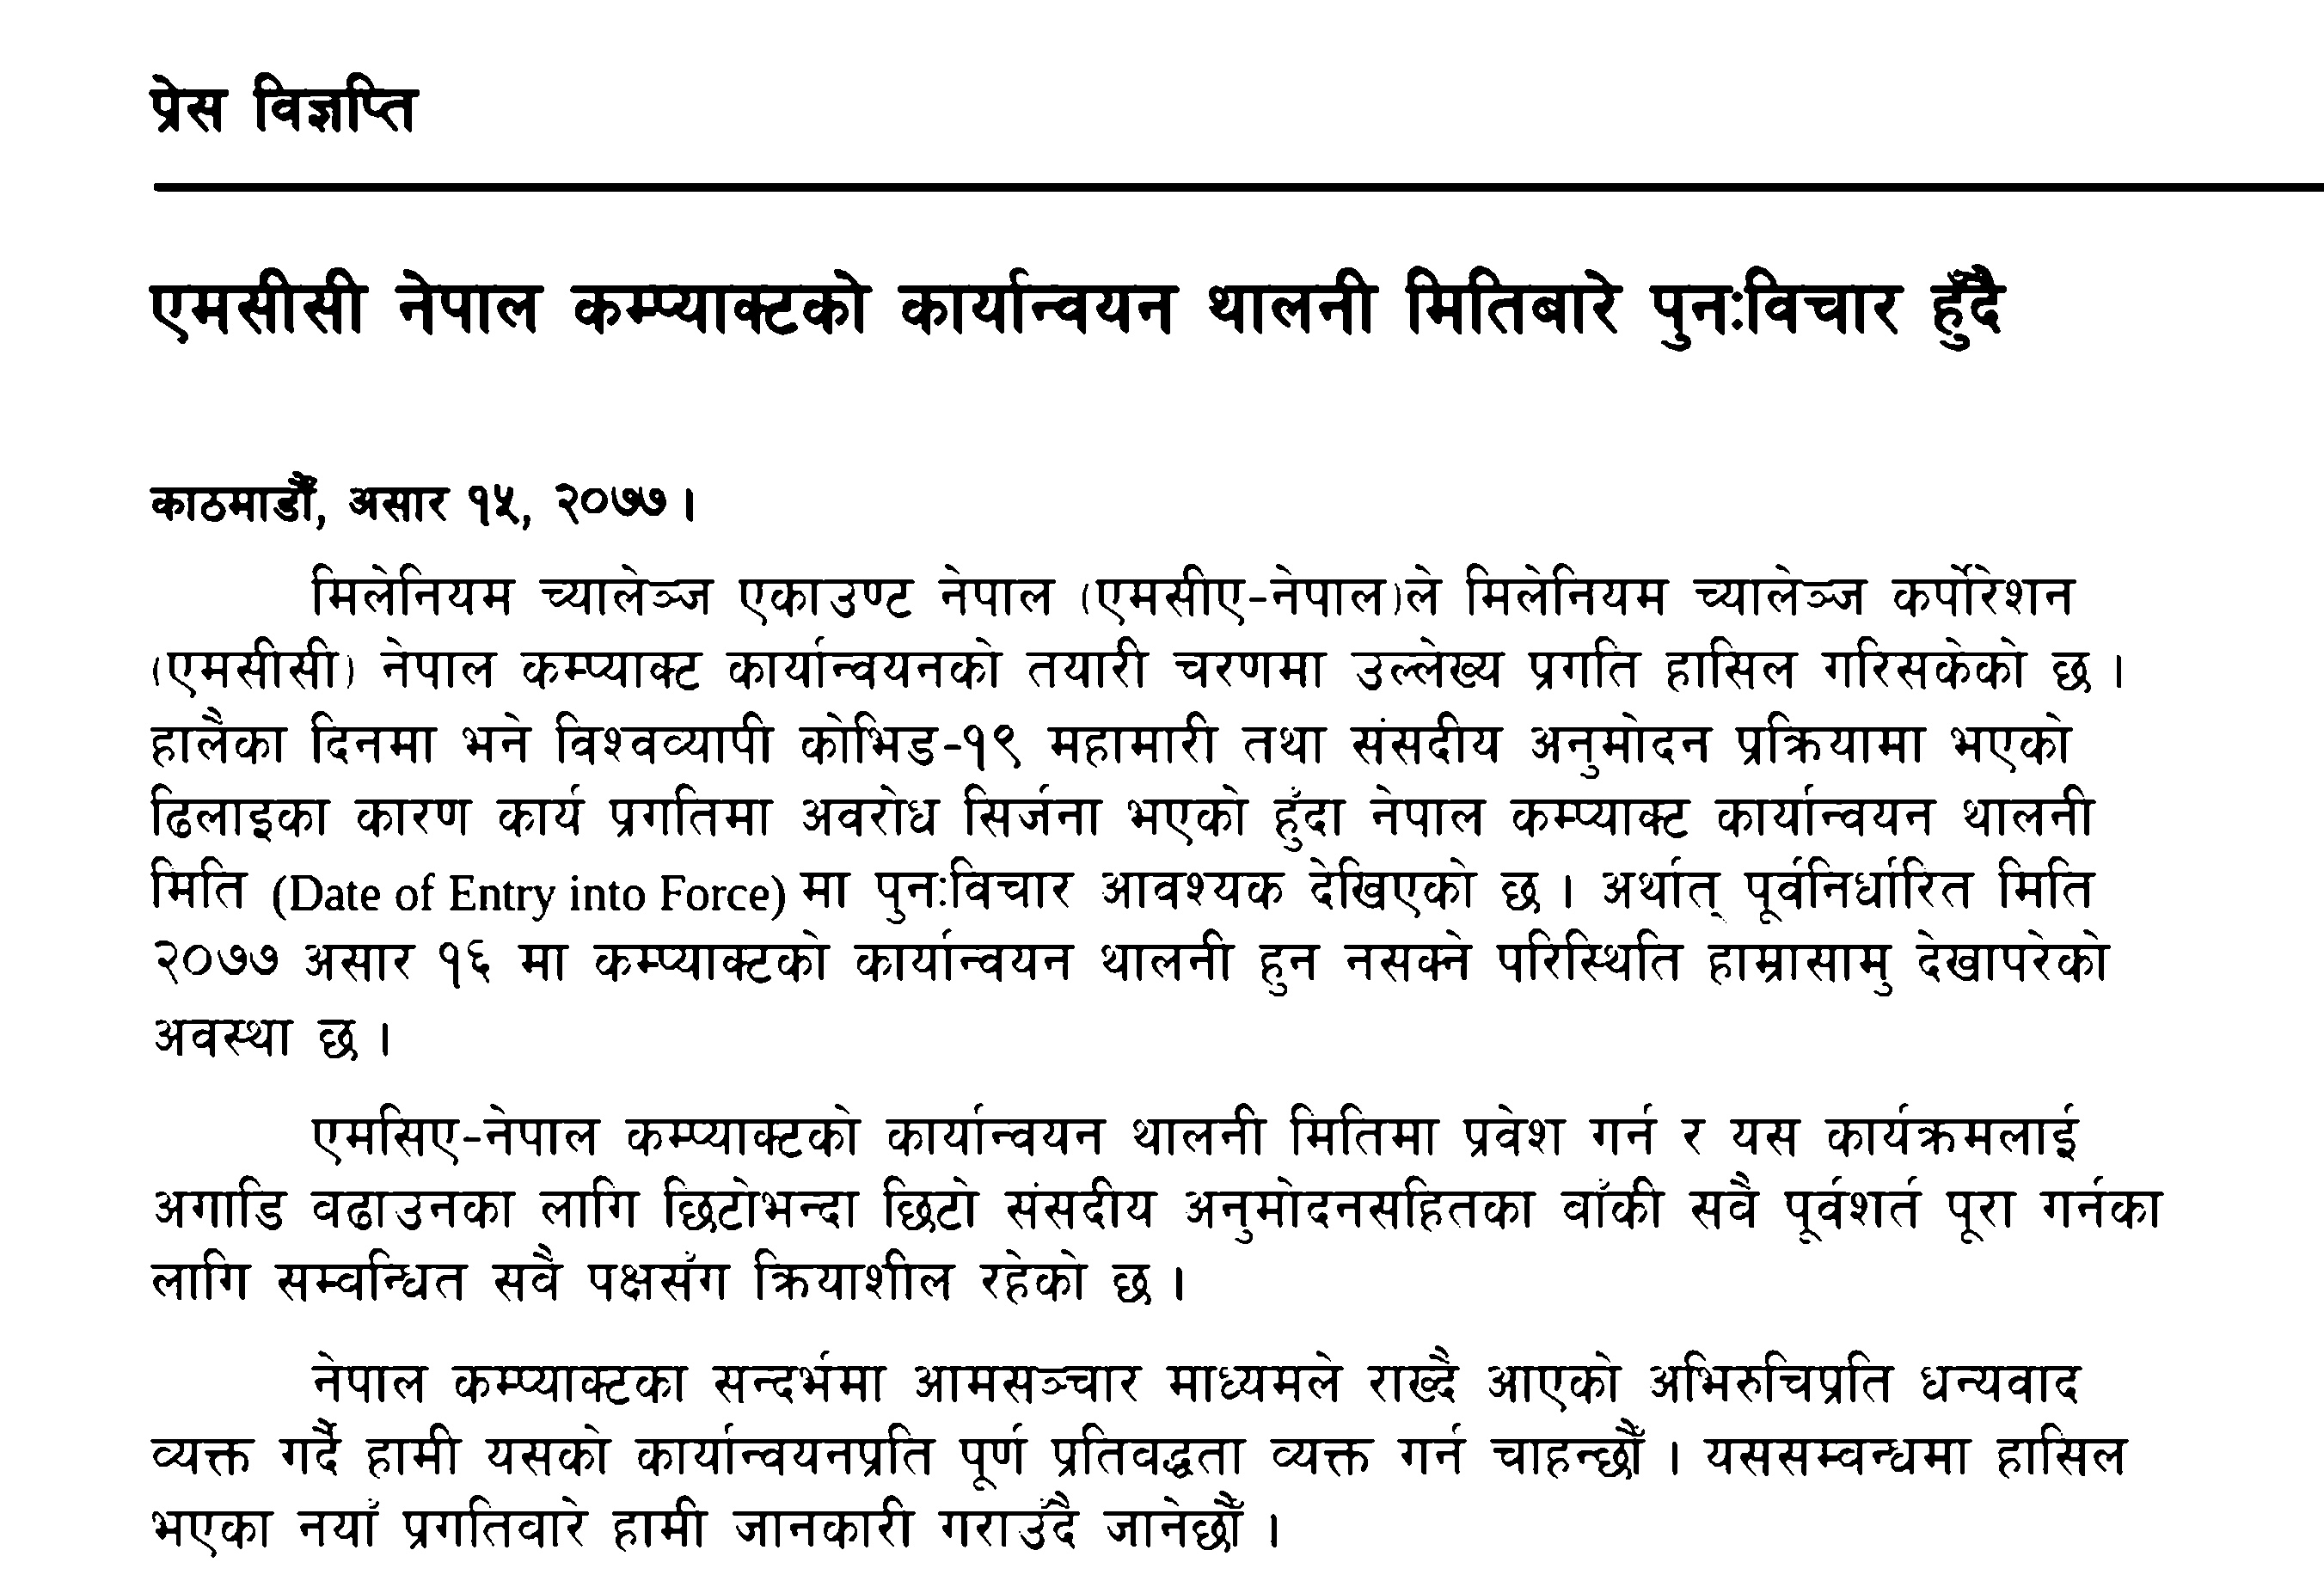 प्रेस विज्ञप्ति
एमसीसी नेपाल कम्प्याक्टको कार्यान्वयन थालनी मितिबारे पुनःविचार हुँदै
काठमाडौँ, असार १५, २०७७ ।
मिलेनियम च्यालेञ्ज एकाउण्ट नेपाल (एमसीए-नेपाल)ले मिलेनियम च्यालेञ्ज कर्पोरेशन
(एमसीसी) नेपाल कम्प्याक्ट कार्यान्वयनको तयारी चरणमा उल्लेख्य प्रगति हासिल गरिसकेको छ ।
हालैका दिनमा भने विश्वव्यापी कोभिड-१९ महामारी तथा संसदीय अनुमोदन प्रक्रियामा भएको
ढिलाइका कारण कार्य प्रगतिमा अवरोध सिर्जना भएको हुँदा नेपाल कम्प्याक्ट कार्यान्वयन थालनी
मिति (Date of Entry into Force) मा पुनःविचार आवश्यक देखिएको छ । अर्थात् पूर्वनिर्धारित मिति
२०७७ असार १६ मा कम्प्याक्टको कार्यान्वयन थालनी हुन नसक्ने परिस्थिति हाम्रासामु देखापरेको
अवस्था छ ।
एमसिए-नेपाल कम्प्याक्टको कार्यान्वयन थालनी मितिमा प्रवेश गर्न र यस कार्यक्रमलाई
अगाडि वढाउनका लागि छिटोभन्दा छिटो संसदीय अनुमोदनसहितका वाँकी सवै पूर्वशर्त पूरा गर्नका
लागि सम्वन्धित सवै पक्षसँग क्रियाशील रहेको छ ।
नेपाल कम्प्याक्टका सन्दर्भमा आमसञ्चार माध्यमले राख्दै आएको अभिरुचिप्रति धन्यवाद
व्यक्त गर्दै हामी यसको कार्यान्वयनप्रति पूर्ण प्रतिवद्धता व्यक्त गर्न चाहन्छौँ । यससम्वन्धमा हासिल
भएका नयाँ प्रगतिवारे हामी जानकारी गराउँदै जानेछौँ ।